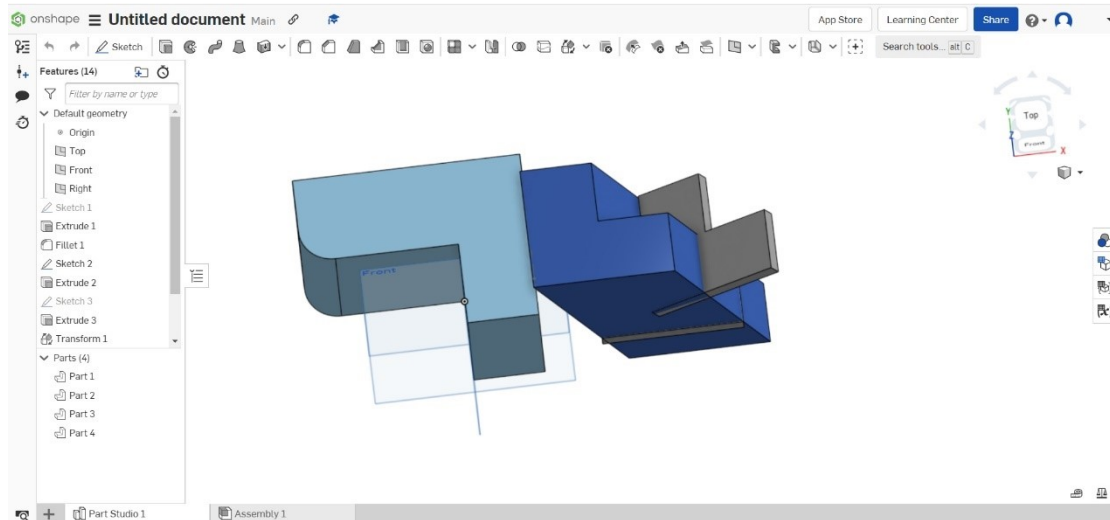 onshape Untitled document Main App Store Learning Center Share
Sketch Search tools... alt C
Features (14)
Filter by name or type
Default geometry
Origin
Top
Front
Right
Sketch 1
Extrude 1
Fillet 1
Sketch 2
Extrude 2
Sketch 3
Extrude 3
Transform 1
Parts (4)
Part 1
Part 2
Part 3
Part 4
Front
Top
Front
Y
Z
X
Part Studio 1 Assembly 1